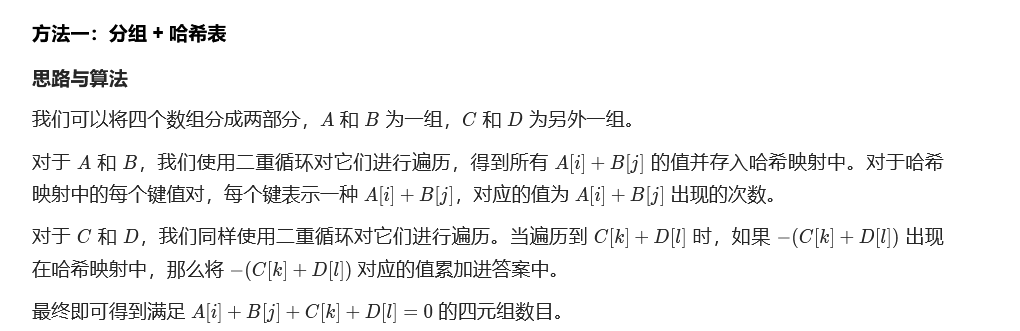 方法一：分组 + 哈希表
思路与算法
我们可以将四个数组分成两部分，A 和 B 为一组，C 和 D 为另外一组。
对于 A 和 B，我们使用二重循环对它们进行遍历，得到所有 A[i] + B[j] 的值并存入哈希映射中。对于哈希
映射中的每个键值对，每个键表示一种 A[i] + B[j]，对应的值为 A[i] + B[j] 出现的次数。
对于 C 和 D，我们同样使用二重循环对它们进行遍历。当遍历到 C[k] + D[l] 时，如果 −(C[k] + D[l]) 出现
在哈希映射中，那么将 −(C[k] + D[l]) 对应的值累加进答案中。
最终即可得到满足 A[i] + B[j] + C[k] + D[l] = 0 的四元组数目。